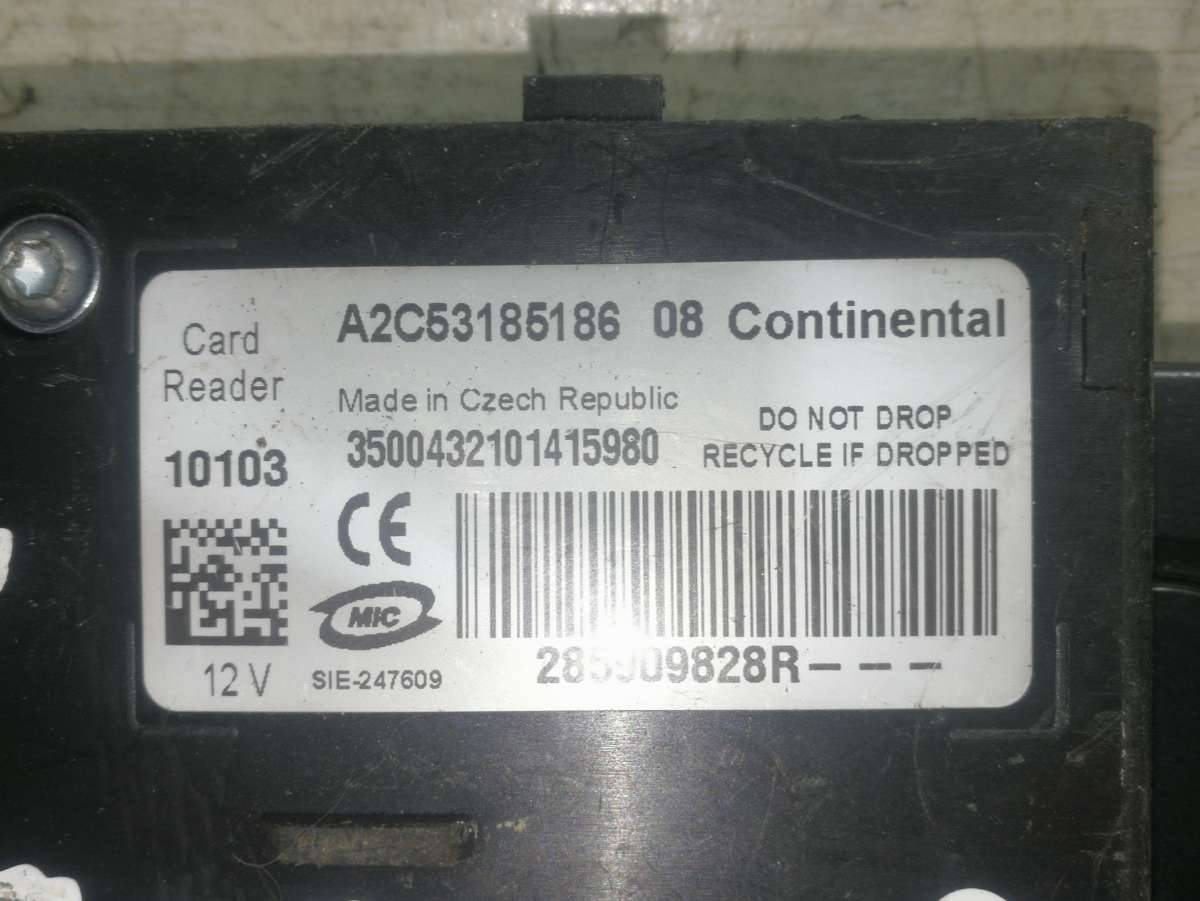 Card
Reader
A2C53185186 08 Continental
Made in Czech Republic
3500432101415980
DO NOT DROP
RECYCLE IF DROPPED
10103
CE
MIC
12 V
SIE-247609
285909828R---